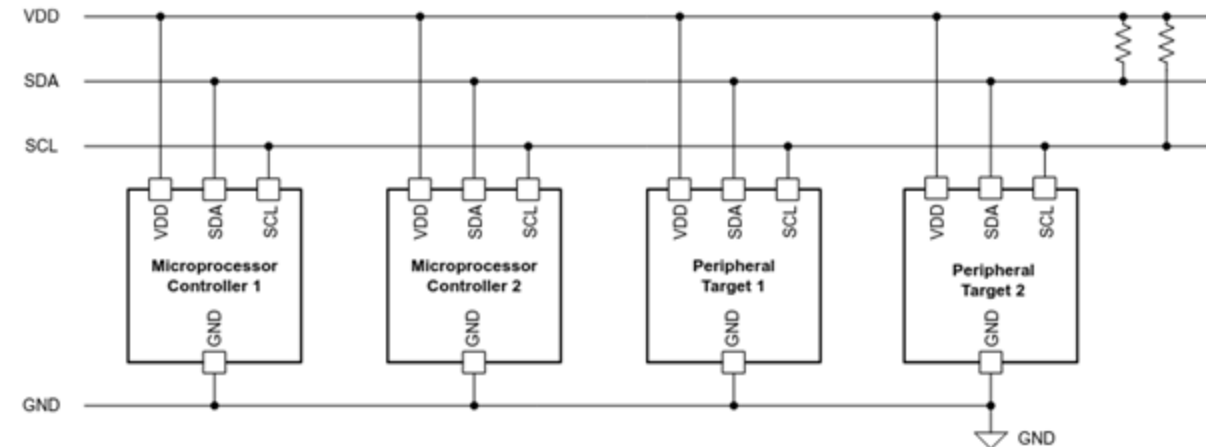 VDD
SDA
SCL
VDD SDA SCL
Microprocessor
Controller 1
GND
VDD SDA SCL
Microprocessor
Controller 2
GND
VDD SDA SCL
Peripheral
Target 1
GND
VDD SDA SCL
Peripheral
Target 2
GND
GND
GND